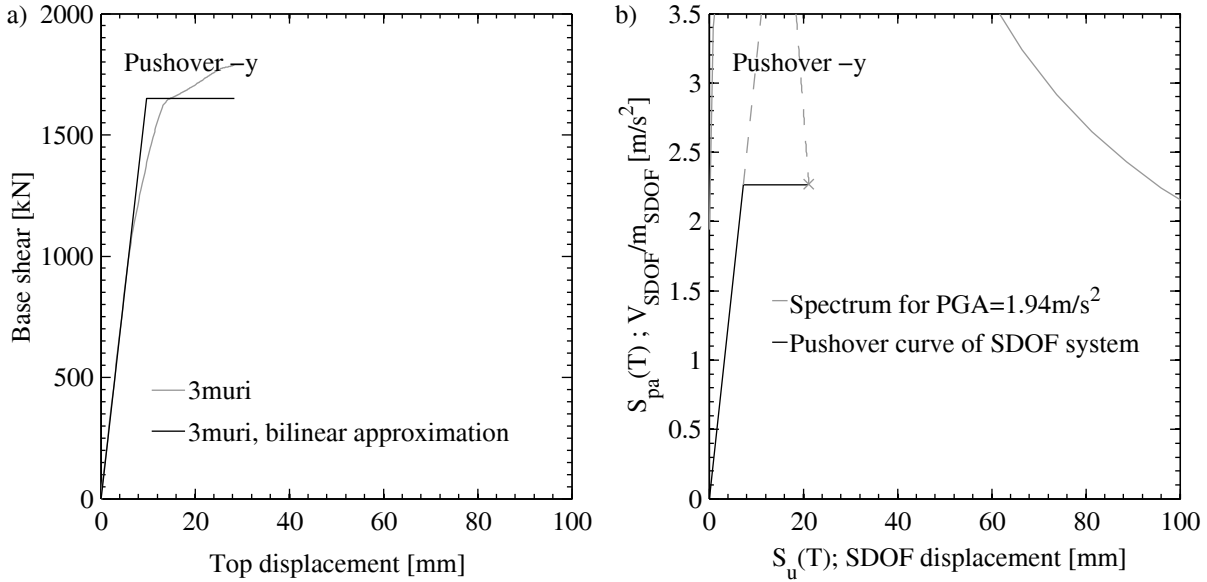 a)
2000
1500
1000
500
0
Base shear [kN]
Pushover −y
3muri
3muri, bilinear approximation
0 20 40 60 80 100
Top displacement [mm]
b)
3.5
3
2.5
2
1.5
1
0.5
0
S_pa(T) ; V_SDOF/m_SDOF [m/s²]
Pushover −y
Spectrum for PGA=1.94m/s²
Pushover curve of SDOF system
0 20 40 60 80 100
S_u(T); SDOF displacement [mm]